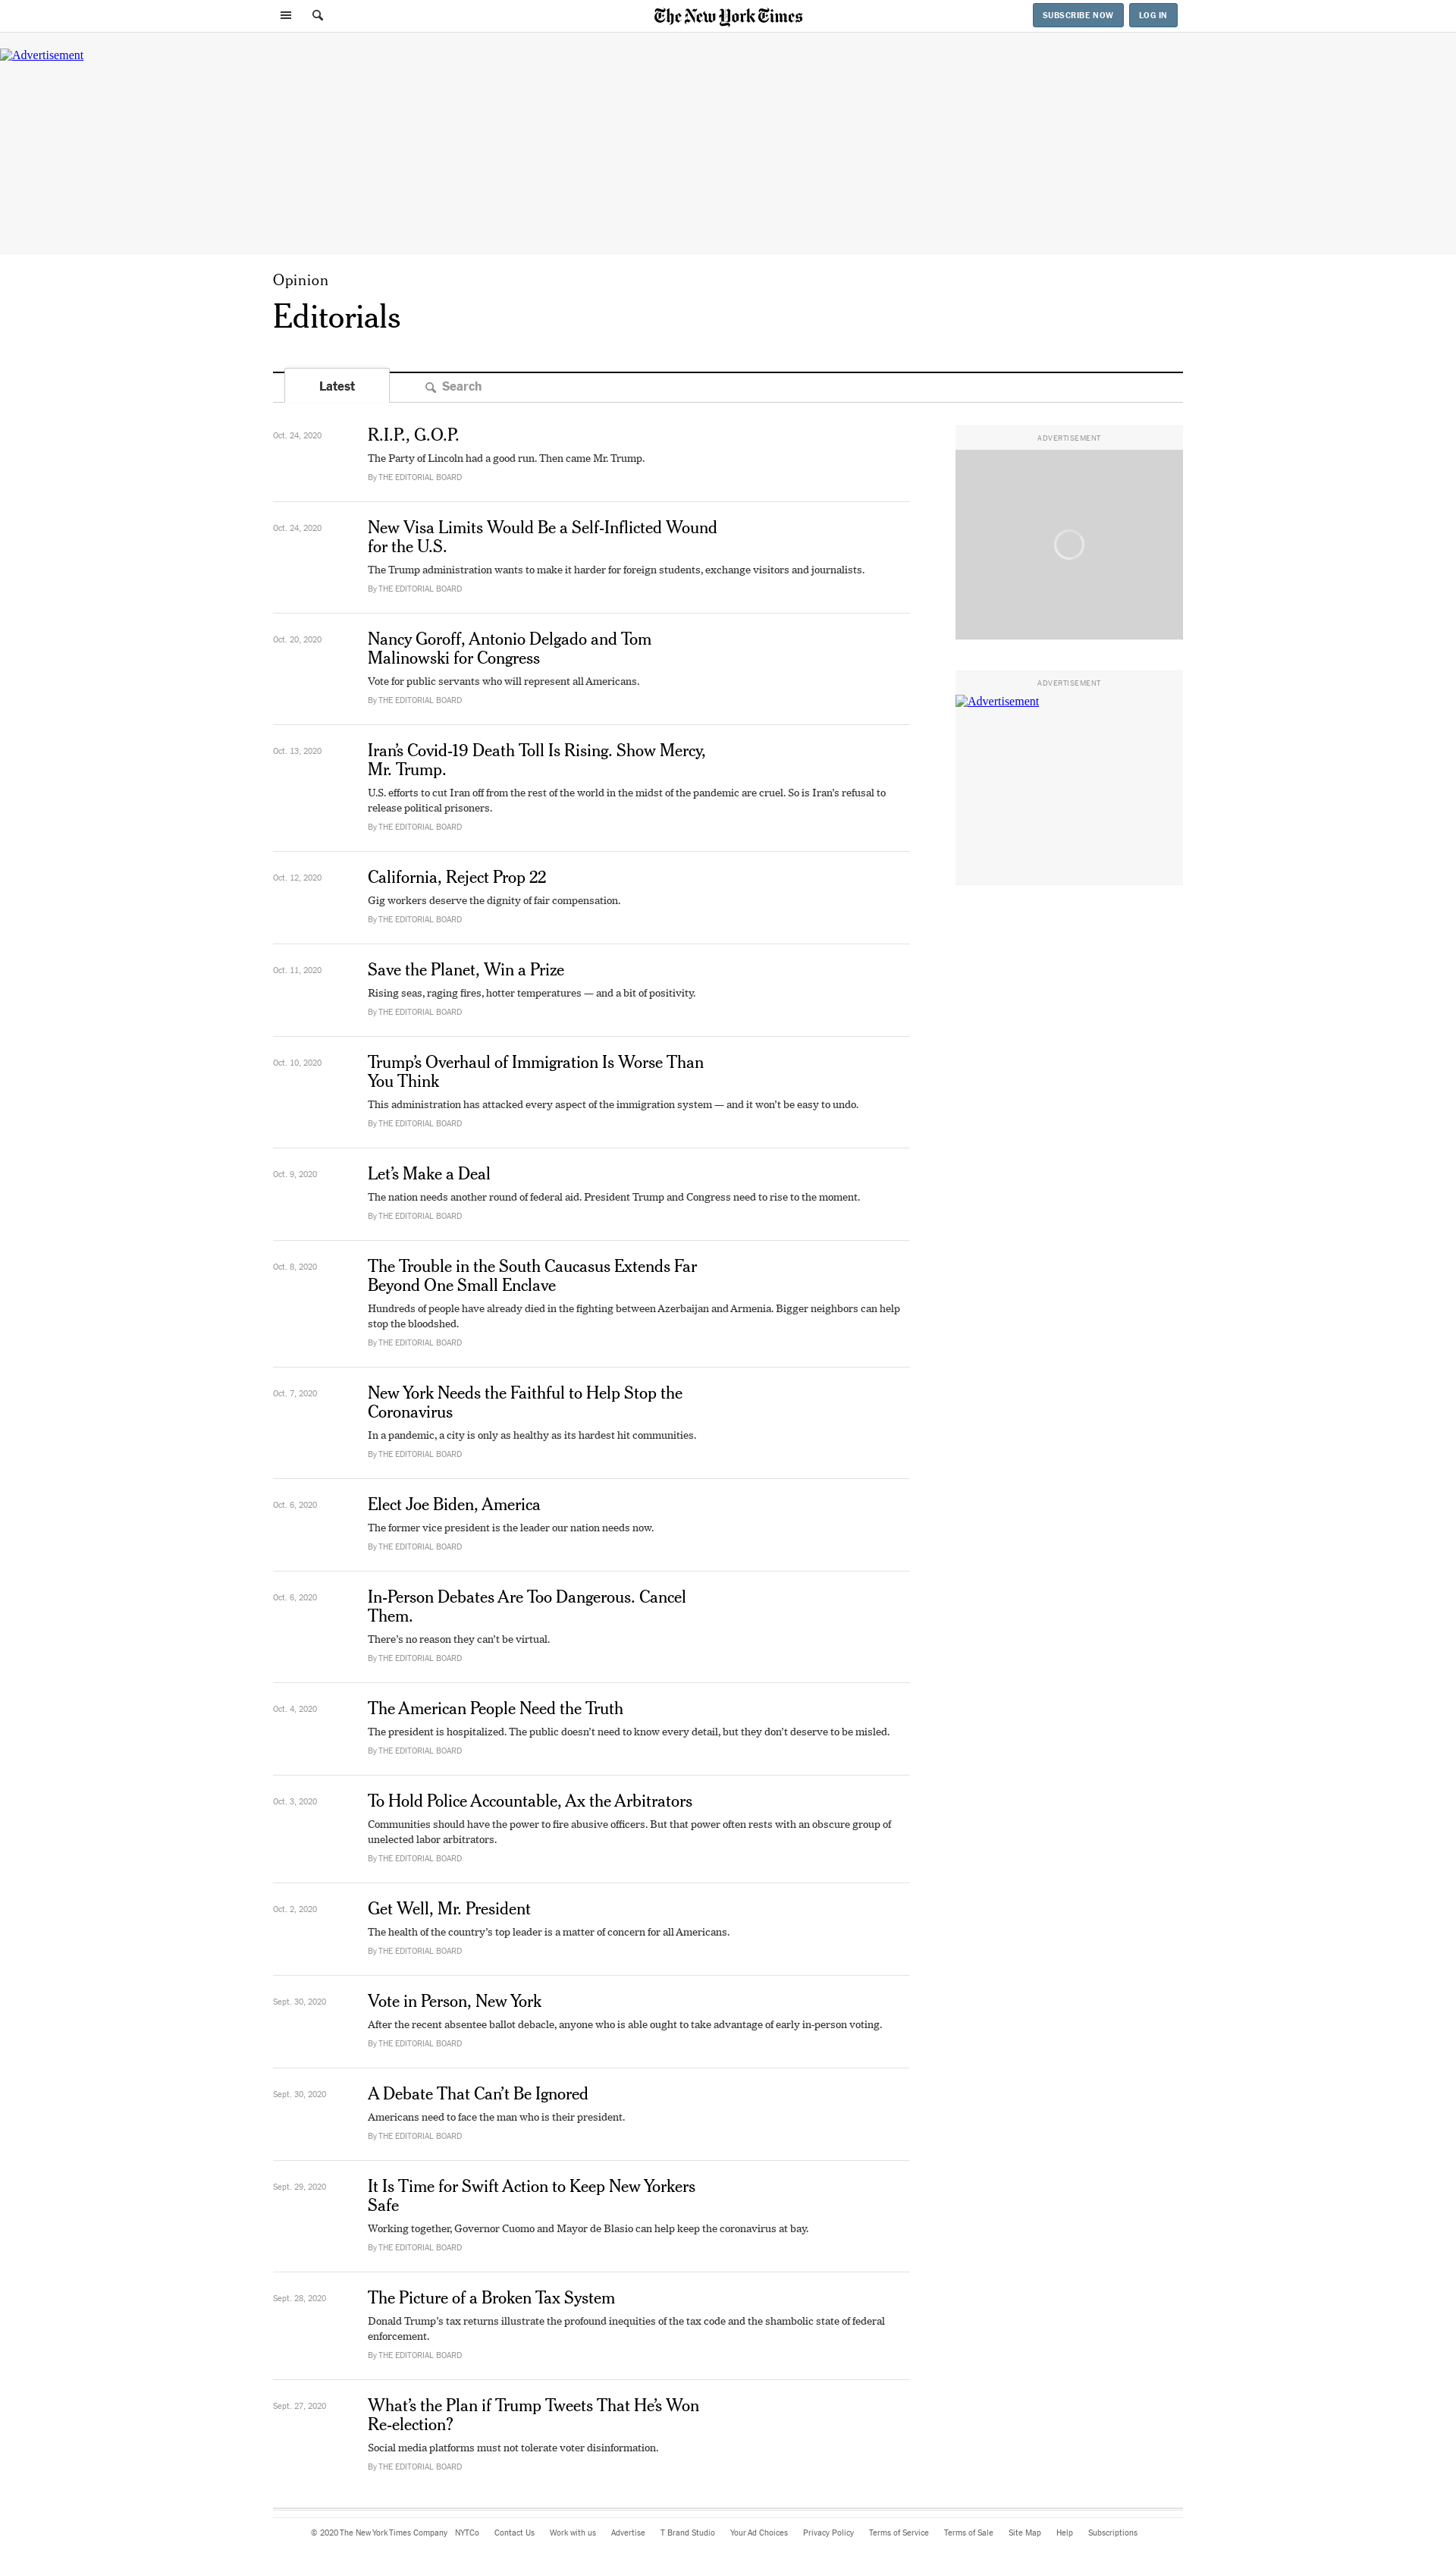 The New York Times
SUBSCRIBE NOW
LOG IN
Advertisement
Opinion
Editorials
Latest
Search
Oct. 24, 2020
R.I.P., G.O.P.
The Party of Lincoln had a good run. Then came Mr. Trump.
By THE EDITORIAL BOARD
Oct. 24, 2020
New Visa Limits Would Be a Self-Inflicted Wound
for the U.S.
The Trump administration wants to make it harder for foreign students, exchange visitors and journalists.
By THE EDITORIAL BOARD
Oct. 20, 2020
Nancy Goroff, Antonio Delgado and Tom
Malinowski for Congress
Vote for public servants who will represent all Americans.
By THE EDITORIAL BOARD
Oct. 13, 2020
Iran’s Covid-19 Death Toll Is Rising. Show Mercy,
Mr. Trump.
U.S. efforts to cut Iran off from the rest of the world in the midst of the pandemic are cruel. So is Iran’s refusal to
release political prisoners.
By THE EDITORIAL BOARD
Oct. 12, 2020
California, Reject Prop 22
Gig workers deserve the dignity of fair compensation.
By THE EDITORIAL BOARD
Oct. 11, 2020
Save the Planet, Win a Prize
Rising seas, raging fires, hotter temperatures — and a bit of positivity.
By THE EDITORIAL BOARD
Oct. 10, 2020
Trump’s Overhaul of Immigration Is Worse Than
You Think
This administration has attacked every aspect of the immigration system — and it won’t be easy to undo.
By THE EDITORIAL BOARD
Oct. 9, 2020
Let’s Make a Deal
The nation needs another round of federal aid. President Trump and Congress need to rise to the moment.
By THE EDITORIAL BOARD
Oct. 8, 2020
The Trouble in the South Caucasus Extends Far
Beyond One Small Enclave
Hundreds of people have already died in the fighting between Azerbaijan and Armenia. Bigger neighbors can help
stop the bloodshed.
By THE EDITORIAL BOARD
Oct. 7, 2020
New York Needs the Faithful to Help Stop the
Coronavirus
In a pandemic, a city is only as healthy as its hardest hit communities.
By THE EDITORIAL BOARD
Oct. 6, 2020
Elect Joe Biden, America
The former vice president is the leader our nation needs now.
By THE EDITORIAL BOARD
Oct. 6, 2020
In-Person Debates Are Too Dangerous. Cancel
Them.
There’s no reason they can’t be virtual.
By THE EDITORIAL BOARD
Oct. 4, 2020
The American People Need the Truth
The president is hospitalized. The public doesn’t need to know every detail, but they don’t deserve to be misled.
By THE EDITORIAL BOARD
Oct. 3, 2020
To Hold Police Accountable, Ax the Arbitrators
Communities should have the power to fire abusive officers. But that power often rests with an obscure group of
unelected labor arbitrators.
By THE EDITORIAL BOARD
Oct. 2, 2020
Get Well, Mr. President
The health of the country’s top leader is a matter of concern for all Americans.
By THE EDITORIAL BOARD
Sept. 30, 2020
Vote in Person, New York
After the recent absentee ballot debacle, anyone who is able ought to take advantage of early in-person voting.
By THE EDITORIAL BOARD
Sept. 30, 2020
A Debate That Can’t Be Ignored
Americans need to face the man who is their president.
By THE EDITORIAL BOARD
Sept. 29, 2020
It Is Time for Swift Action to Keep New Yorkers
Safe
Working together, Governor Cuomo and Mayor de Blasio can help keep the coronavirus at bay.
By THE EDITORIAL BOARD
Sept. 28, 2020
The Picture of a Broken Tax System
Donald Trump’s tax returns illustrate the profound inequities of the tax code and the shambolic state of federal
enforcement.
By THE EDITORIAL BOARD
Sept. 27, 2020
What’s the Plan if Trump Tweets That He’s Won
Re-election?
Social media platforms must not tolerate voter disinformation.
By THE EDITORIAL BOARD
ADVERTISEMENT
ADVERTISEMENT
Advertisement
© 2020 The New York Times Company NYTCo Contact Us Work with us Advertise T Brand Studio Your Ad Choices Privacy Policy Terms of Service Terms of Sale Site Map Help Subscriptions